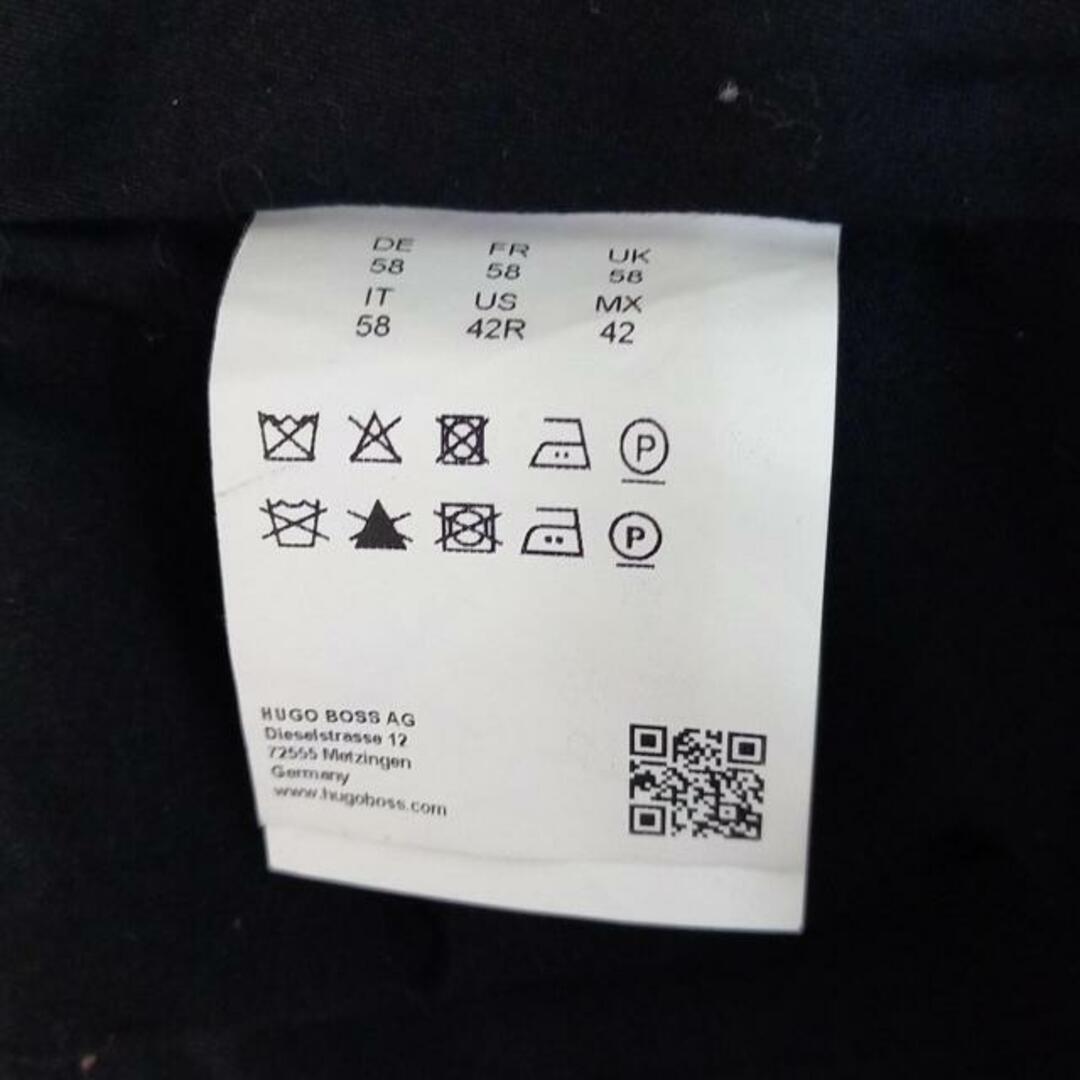 DE FR UK
58 58 58
IT US MX
58 42R 42
P
P
HUGO BOSS AG
Dieselstrasse 12
72555 Metzingen
Germany
www.hugoboss.com